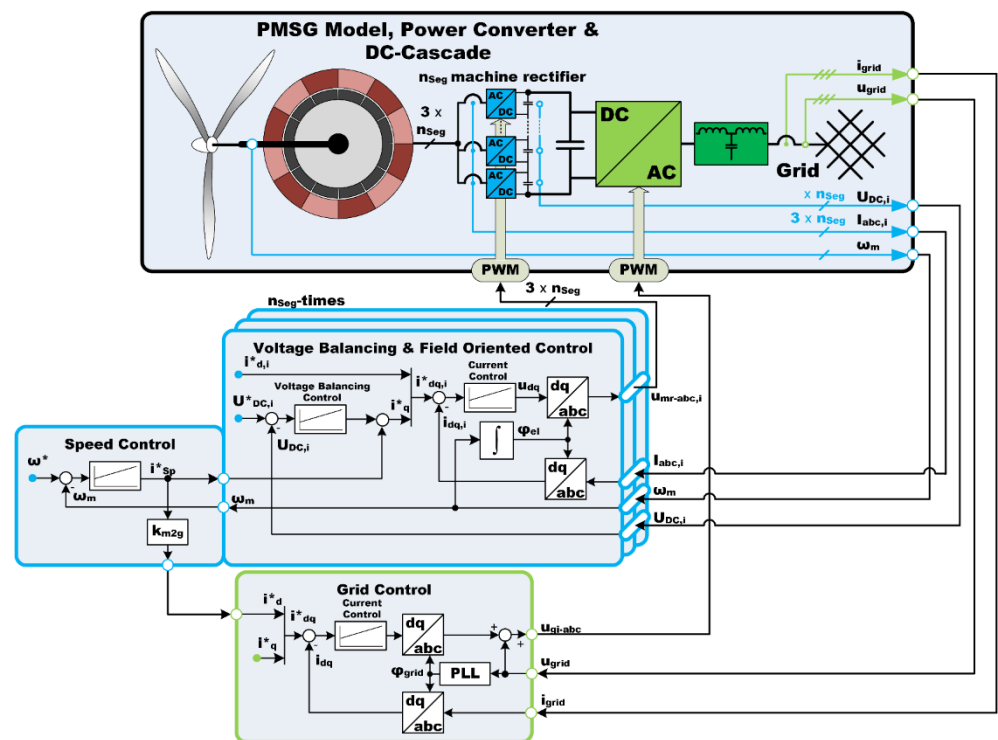 PMSG Model, Power Converter &
DC-Cascade
nSeg machine rectifier
3 x
nSeg
AC
DC
AC
DC
AC
DC
DC
AC
Grid
igrid
ugrid
x nSeg
UDC,i
3 x nSeg
Iabc,i
ωm
PWM
PWM
3 x nSeg
nSeg-times
Voltage Balancing & Field Oriented Control
i*d,i
Voltage Balancing
Control
U*DC,i
-
UDC,i
i*q
i*dq,i
-
idq,i
Current
Control
udq
dq
abc
umr-abc,i
∫
φel
dq
abc
Iabc,i
ωm
ωm
UDC,i
Speed Control
ω*
-
ωm
i*Sp
km2g
Grid Control
i*d
i*q
i*dq
-
idq
Current
Control
dq
abc
+
+
ugi-abc
φgrid
PLL
ugrid
dq
abc
igrid